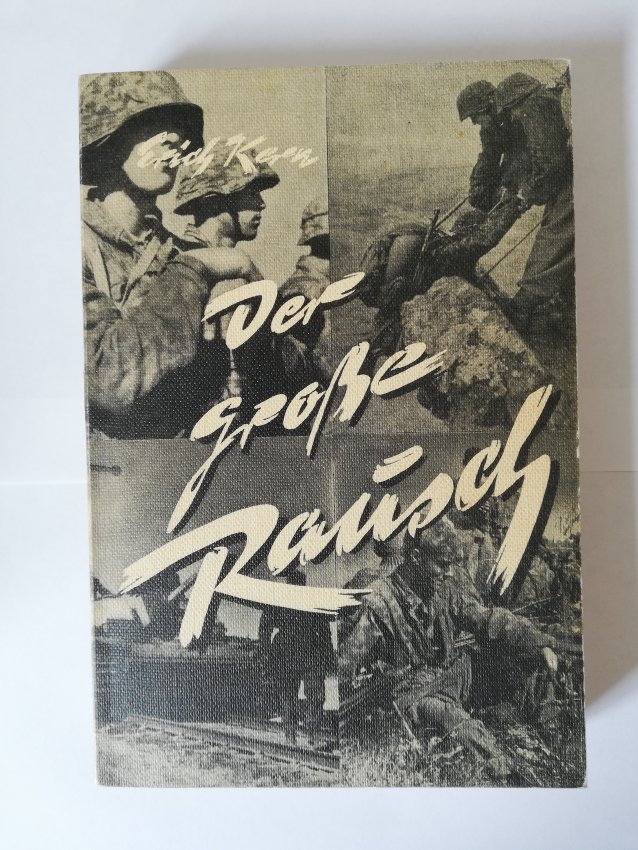 Erich Kern
Der
große
Rausch